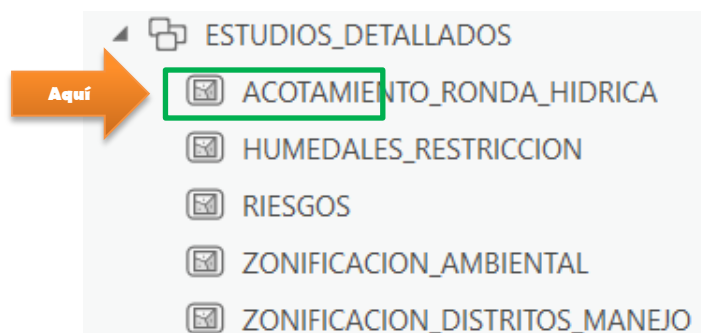 ESTUDIOS_DETALLADOS
Aquí
ACOTAMIENTO_RONDA_HIDRICA
HUMEDALES_RESTRICCION
RIESGOS
ZONIFICACION_AMBIENTAL
ZONIFICACION_DISTRITOS_MANEJO